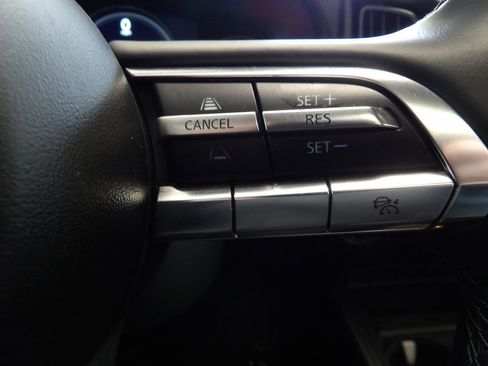 SET +
CANCEL RES
SET −